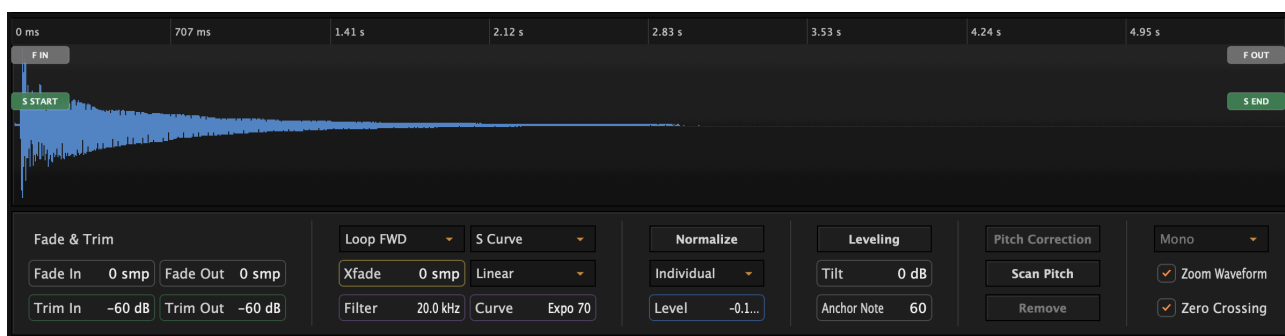 0 ms 707 ms 1.41 s 2.12 s 2.83 s 3.53 s 4.24 s 4.95 s
F IN F OUT
S START S END
Fade & Trim Loop FWD S Curve Normalize Leveling Pitch Correction Mono
Fade In 0 smp Fade Out 0 smp Xfade 0 smp Linear Individual Tilt 0 dB Scan Pitch Zoom Waveform
Trim In -60 dB Trim Out -60 dB Filter 20.0 kHz Curve Expo 70 Level -0.1... Anchor Note 60 Remove Zero Crossing